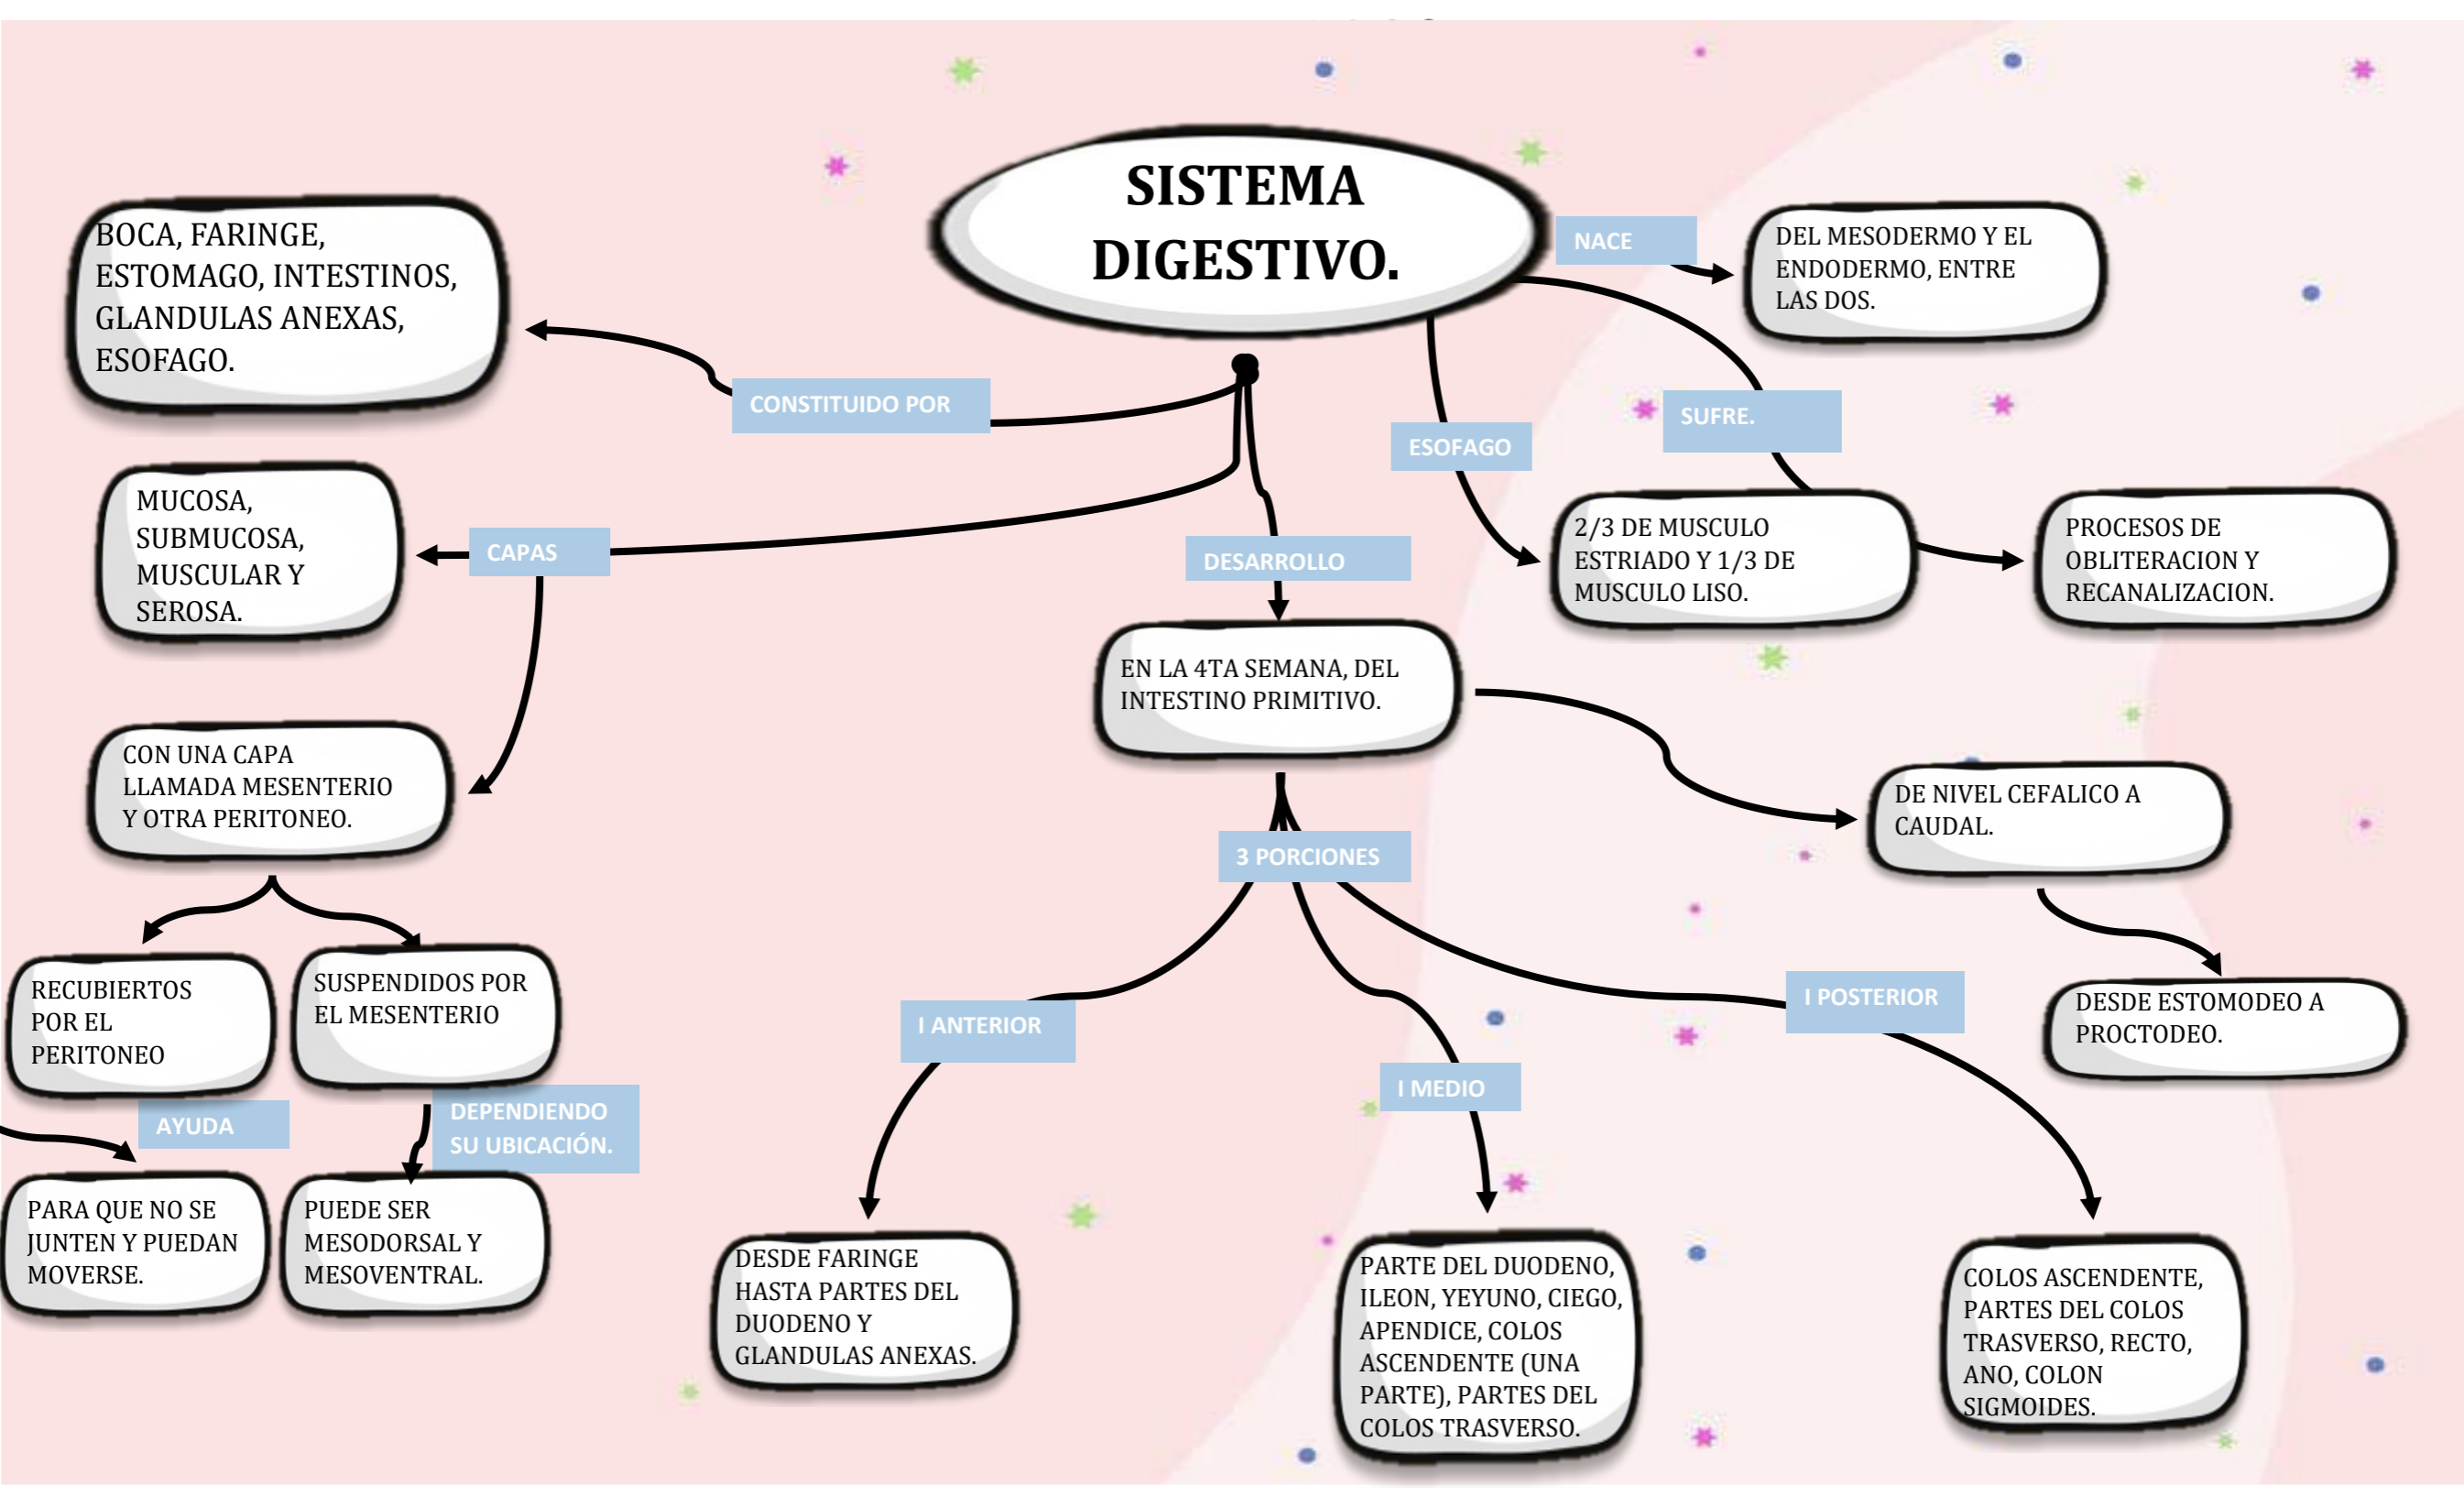 SISTEMA
DIGESTIVO.
NACE
DEL MESODERMO Y EL
ENDODERMO, ENTRE
LAS DOS.
BOCA, FARINGE,
ESTOMAGO, INTESTINOS,
GLANDULAS ANEXAS,
ESOFAGO.
CONSTITUIDO POR
SUFRE.
ESOFAGO
MUCOSA,
SUBMUCOSA,
MUSCULAR Y
SEROSA.
CAPAS
DESARROLLO
2/3 DE MUSCULO
ESTRIADO Y 1/3 DE
MUSCULO LISO.
PROCESOS DE
OBLITERACION Y
RECANALIZACION.
EN LA 4TA SEMANA, DEL
INTESTINO PRIMITIVO.
CON UNA CAPA
LLAMADA MESENTERIO
Y OTRA PERITONEO.
DE NIVEL CEFALICO A
CAUDAL.
3 PORCIONES
RECUBIERTOS
POR EL
PERITONEO
SUSPENDIDOS POR
EL MESENTERIO
I ANTERIOR
I POSTERIOR
DESDE ESTOMODEO A
PROCTODEO.
I MEDIO
AYUDA
DEPENDIENDO
SU UBICACIÓN.
PARA QUE NO SE
JUNTEN Y PUEDAN
MOVERSE.
PUEDE SER
MESODORSAL Y
MESOVENTRAL.
DESDE FARINGE
HASTA PARTES DEL
DUODENO Y
GLANDULAS ANEXAS.
PARTE DEL DUODENO,
ILEON, YEYUNO, CIEGO,
APENDICE, COLOS
ASCENDENTE (UNA
PARTE), PARTES DEL
COLOS TRASVERSO.
COLOS ASCENDENTE,
PARTES DEL COLOS
TRASVERSO, RECTO,
ANO, COLON
SIGMOIDES.